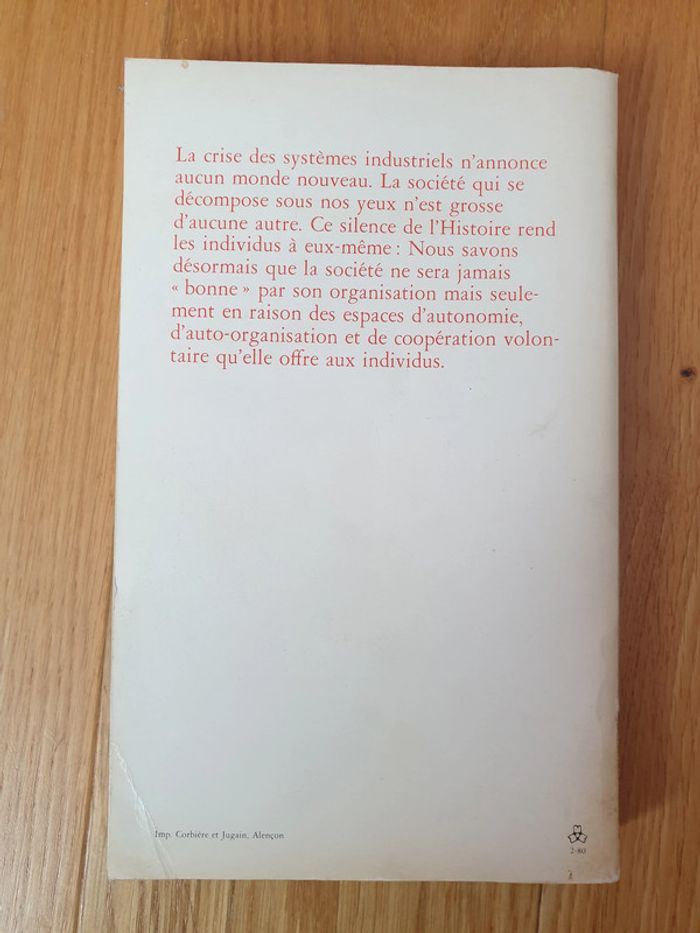 La crise des systèmes industriels n'annonce
aucun monde nouveau. La société qui se
décompose sous nos yeux n'est grosse
d'aucune autre. Ce silence de l'Histoire rend
les individus à eux-même : Nous savons
désormais que la société ne sera jamais
« bonne » par son organisation mais seule-
ment en raison des espaces d'autonomie,
d'auto-organisation et de coopération volon-
taire qu'elle offre aux individus.
Imp. Corbière et Jugain, Alençon
2-80